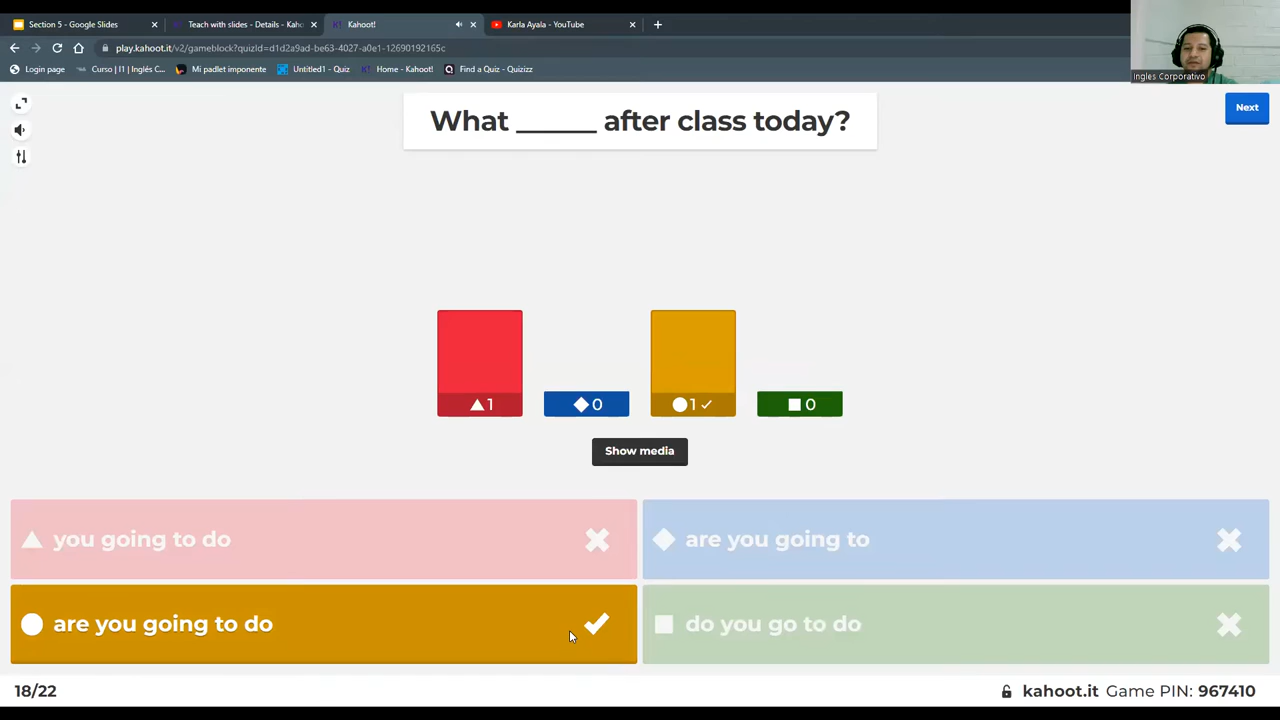 Section 5 - Google Slides
Teach with slides - Details - Kaho
Kahoot!
Karla Ayala - YouTube
play.kahoot.it/v2/gameblock?quizId=d1d2a9ad-be63-4027-a0e1-12690192165c
Login page
Curso | I1 | Inglés C...
Mi padlet imponente
Untitled1 - Quiz
Home - Kahoot!
Find a Quiz - Quizizz
Ingles Corporativo
What ______ after class today?
Next
1
0
1
0
Show media
you going to do
are you going to
are you going to do
do you go to do
18/22
kahoot.it Game PIN: 967410